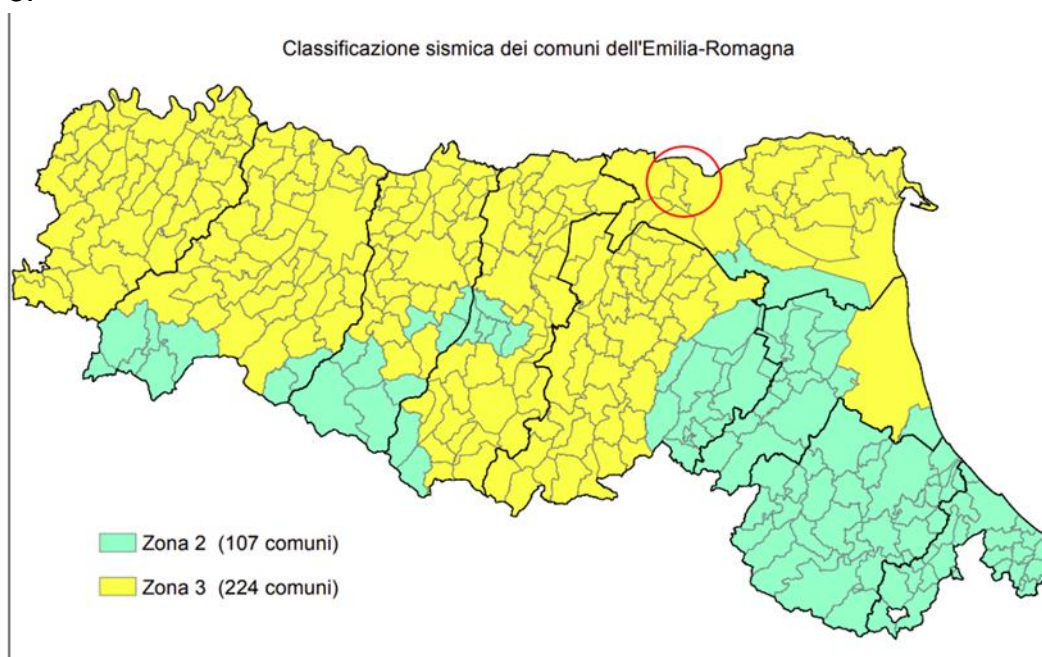 Classificazione sismica dei comuni dell'Emilia-Romagna
Zona 2 (107 comuni)
Zona 3 (224 comuni)